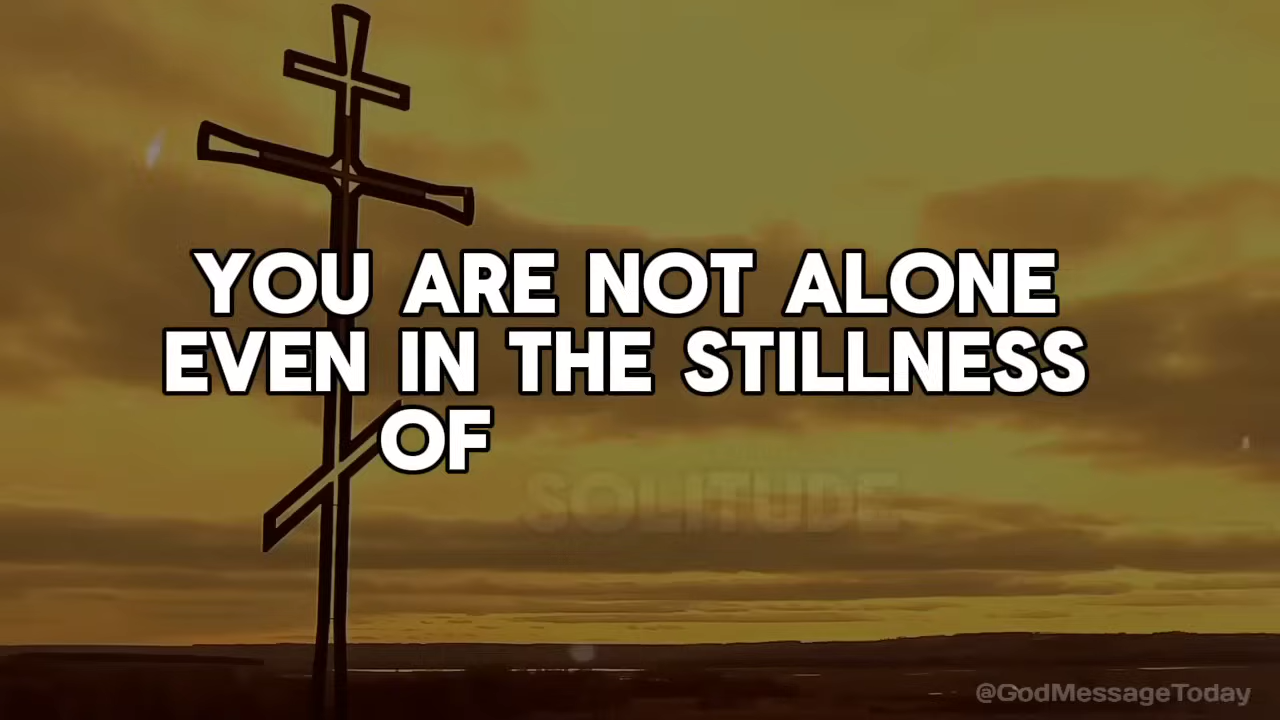 YOU ARE NOT ALONE
EVEN IN THE STILLNESS
OF
SOLITUDE
@GodMessageToday